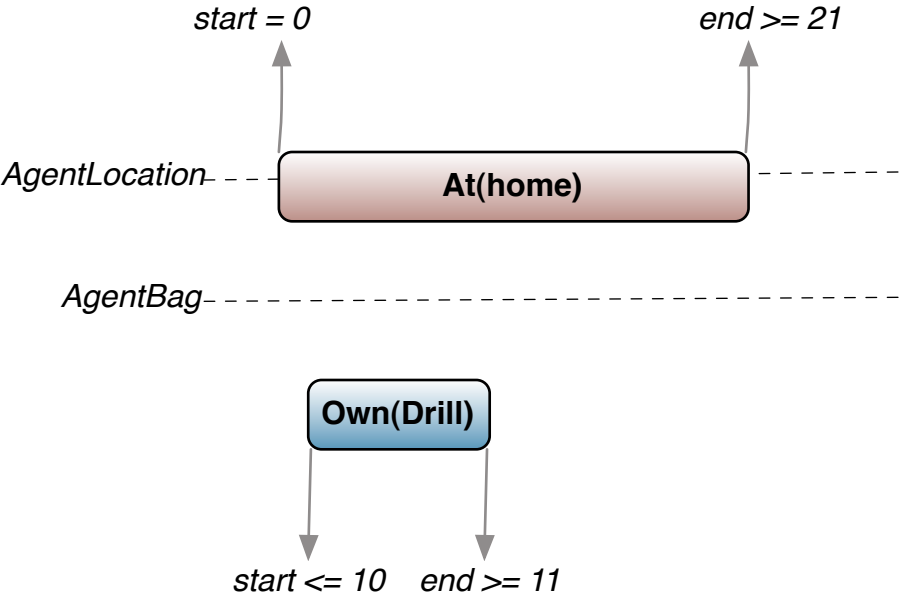 start = 0
end >= 21
AgentLocation
At(home)
AgentBag
Own(Drill)
start <= 10
end >= 11